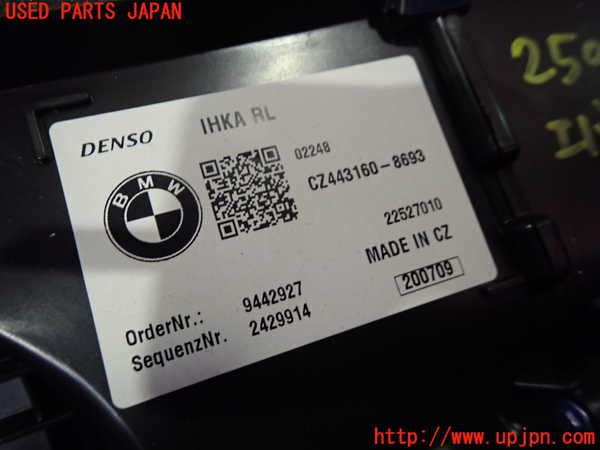 USED PARTS JAPAN
DENSO
IHKA RL
02248
CZ443160-8693
BMW
22527010
MADE IN CZ
200709
OrderNr.: 9442927
SequenzNr. 2429914
www.upjpn.com